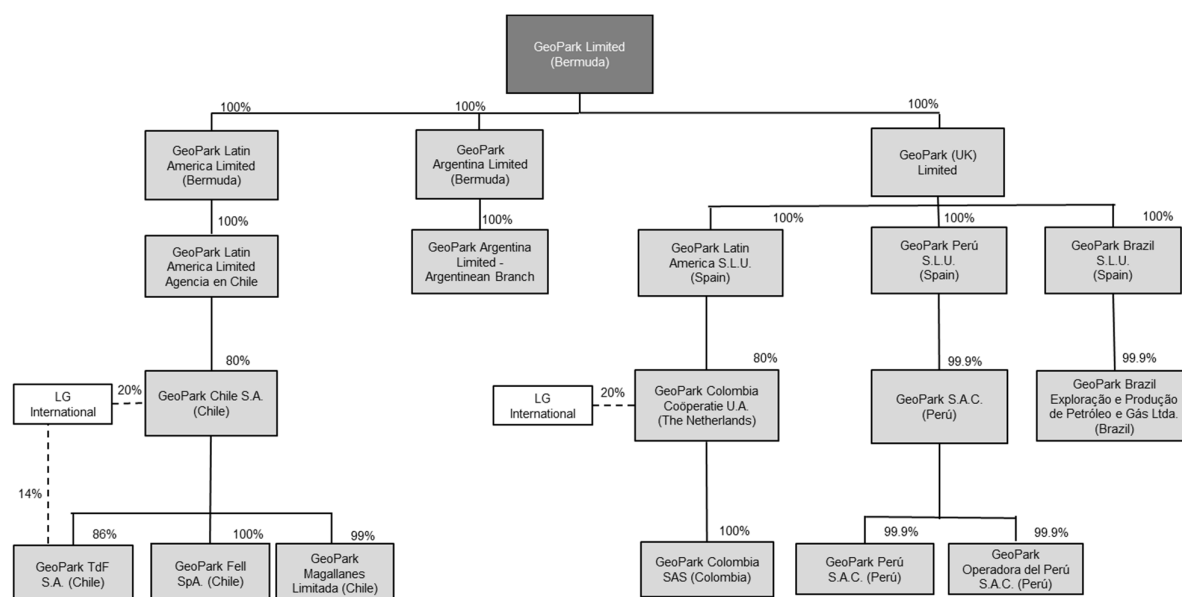 GeoPark Limited
(Bermuda)
100%
100%
100%
GeoPark Latin
America Limited
(Bermuda)
GeoPark
Argentina Limited
(Bermuda)
GeoPark (UK)
Limited
100%
100%
100%
100%
100%
GeoPark Latin
America Limited
Agencia en Chile
GeoPark Argentina
Limited -
Argentinean Branch
GeoPark Latin
America S.L.U.
(Spain)
GeoPark Perú
S.L.U.
(Spain)
GeoPark Brazil
S.L.U.
(Spain)
80%
80%
99.9%
99.9%
LG
International
20%
GeoPark Chile S.A.
(Chile)
LG
International
20%
GeoPark Colombia
Coöperatie U.A.
(The Netherlands)
GeoPark S.A.C.
(Perú)
GeoPark Brazil
Exploração e Produção
de Petróleo e Gás Ltda.
(Brazil)
14%
86%
100%
99%
100%
99.9%
99.9%
GeoPark TdF
S.A. (Chile)
GeoPark Fell
SpA. (Chile)
GeoPark
Magallanes
Limitada (Chile)
GeoPark Colombia
SAS (Colombia)
GeoPark Perú
S.A.C. (Perú)
GeoPark
Operadora del Perú
S.A.C. (Perú)